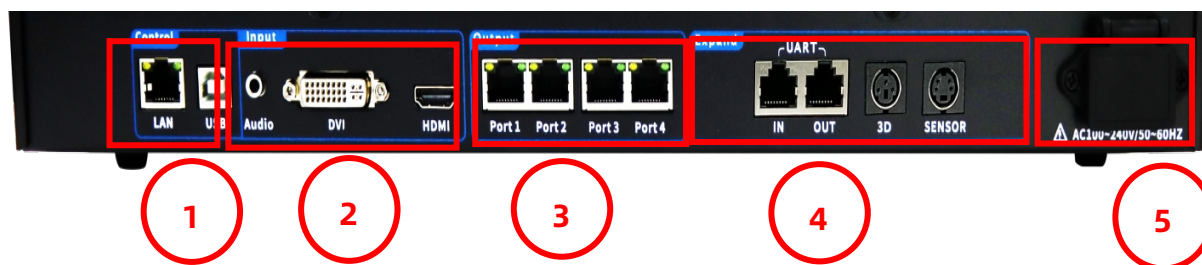 Control
Input
Output
Expand
UART
LAN
USB
Audio
DVI
HDMI
Port 1
Port 2
Port 3
Port 4
IN
OUT
3D
SENSOR
AC100~240V/50~60HZ
1
2
3
4
5